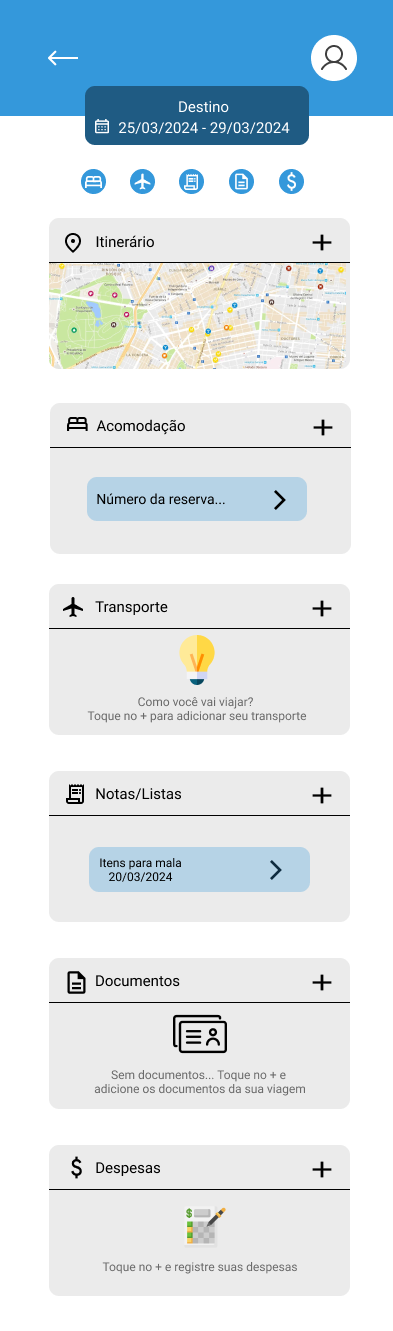 Destino
25/03/2024 - 29/03/2024
Itinerário
Acomodação
Número da reserva...
Transporte
Como você vai viajar?
Toque no + para adicionar seu transporte
Notas/Listas
Itens para mala
20/03/2024
Documentos
Sem documentos... Toque no + e
adicione os documentos da sua viagem
Despesas
Toque no + e registre suas despesas